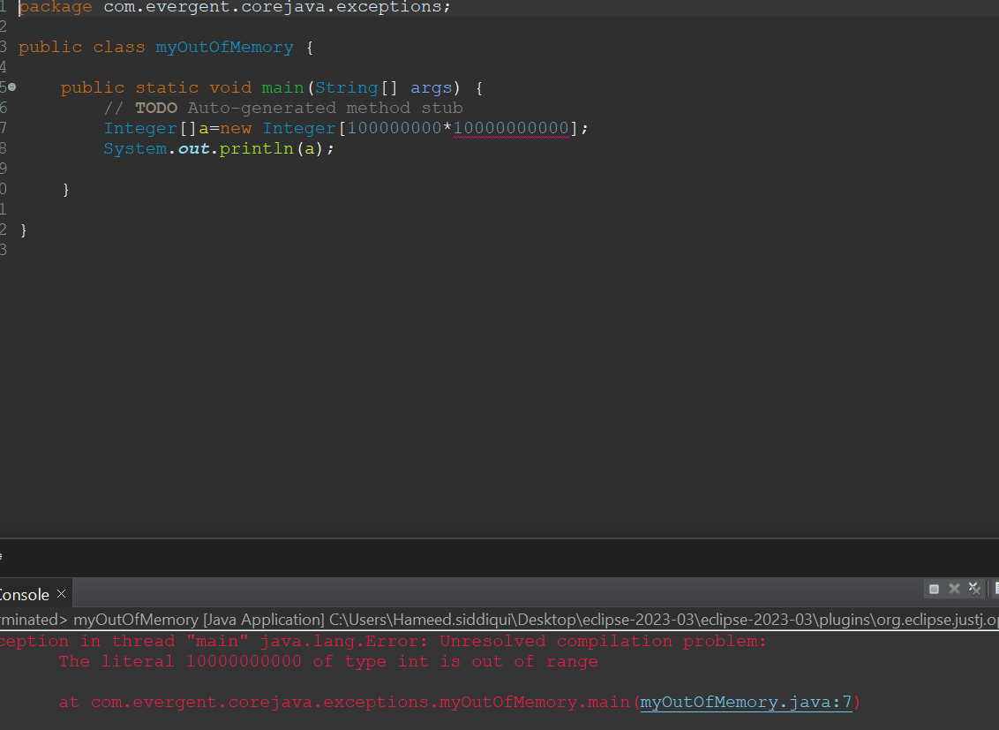 1 package com.evergent.corejava.exceptions;
2
3 public class myOutOfMemory {
4
5 public static void main(String[] args) {
6 // TODO Auto-generated method stub
7 Integer[]a=new Integer[100000000*10000000000];
8 System.out.println(a);
9
0 }
1
2 }
3
Console ×
rminated> myOutOfMemory [Java Application] C:\Users\Hameed.siddiqui\Desktop\eclipse-2023-03\eclipse-2023-03\plugins\org.eclipse.justj.op
ception in thread "main" java.lang.Error: Unresolved compilation problem:
The literal 10000000000 of type int is out of range
at com.evergent.corejava.exceptions.myOutOfMemory.main(myOutOfMemory.java:7)